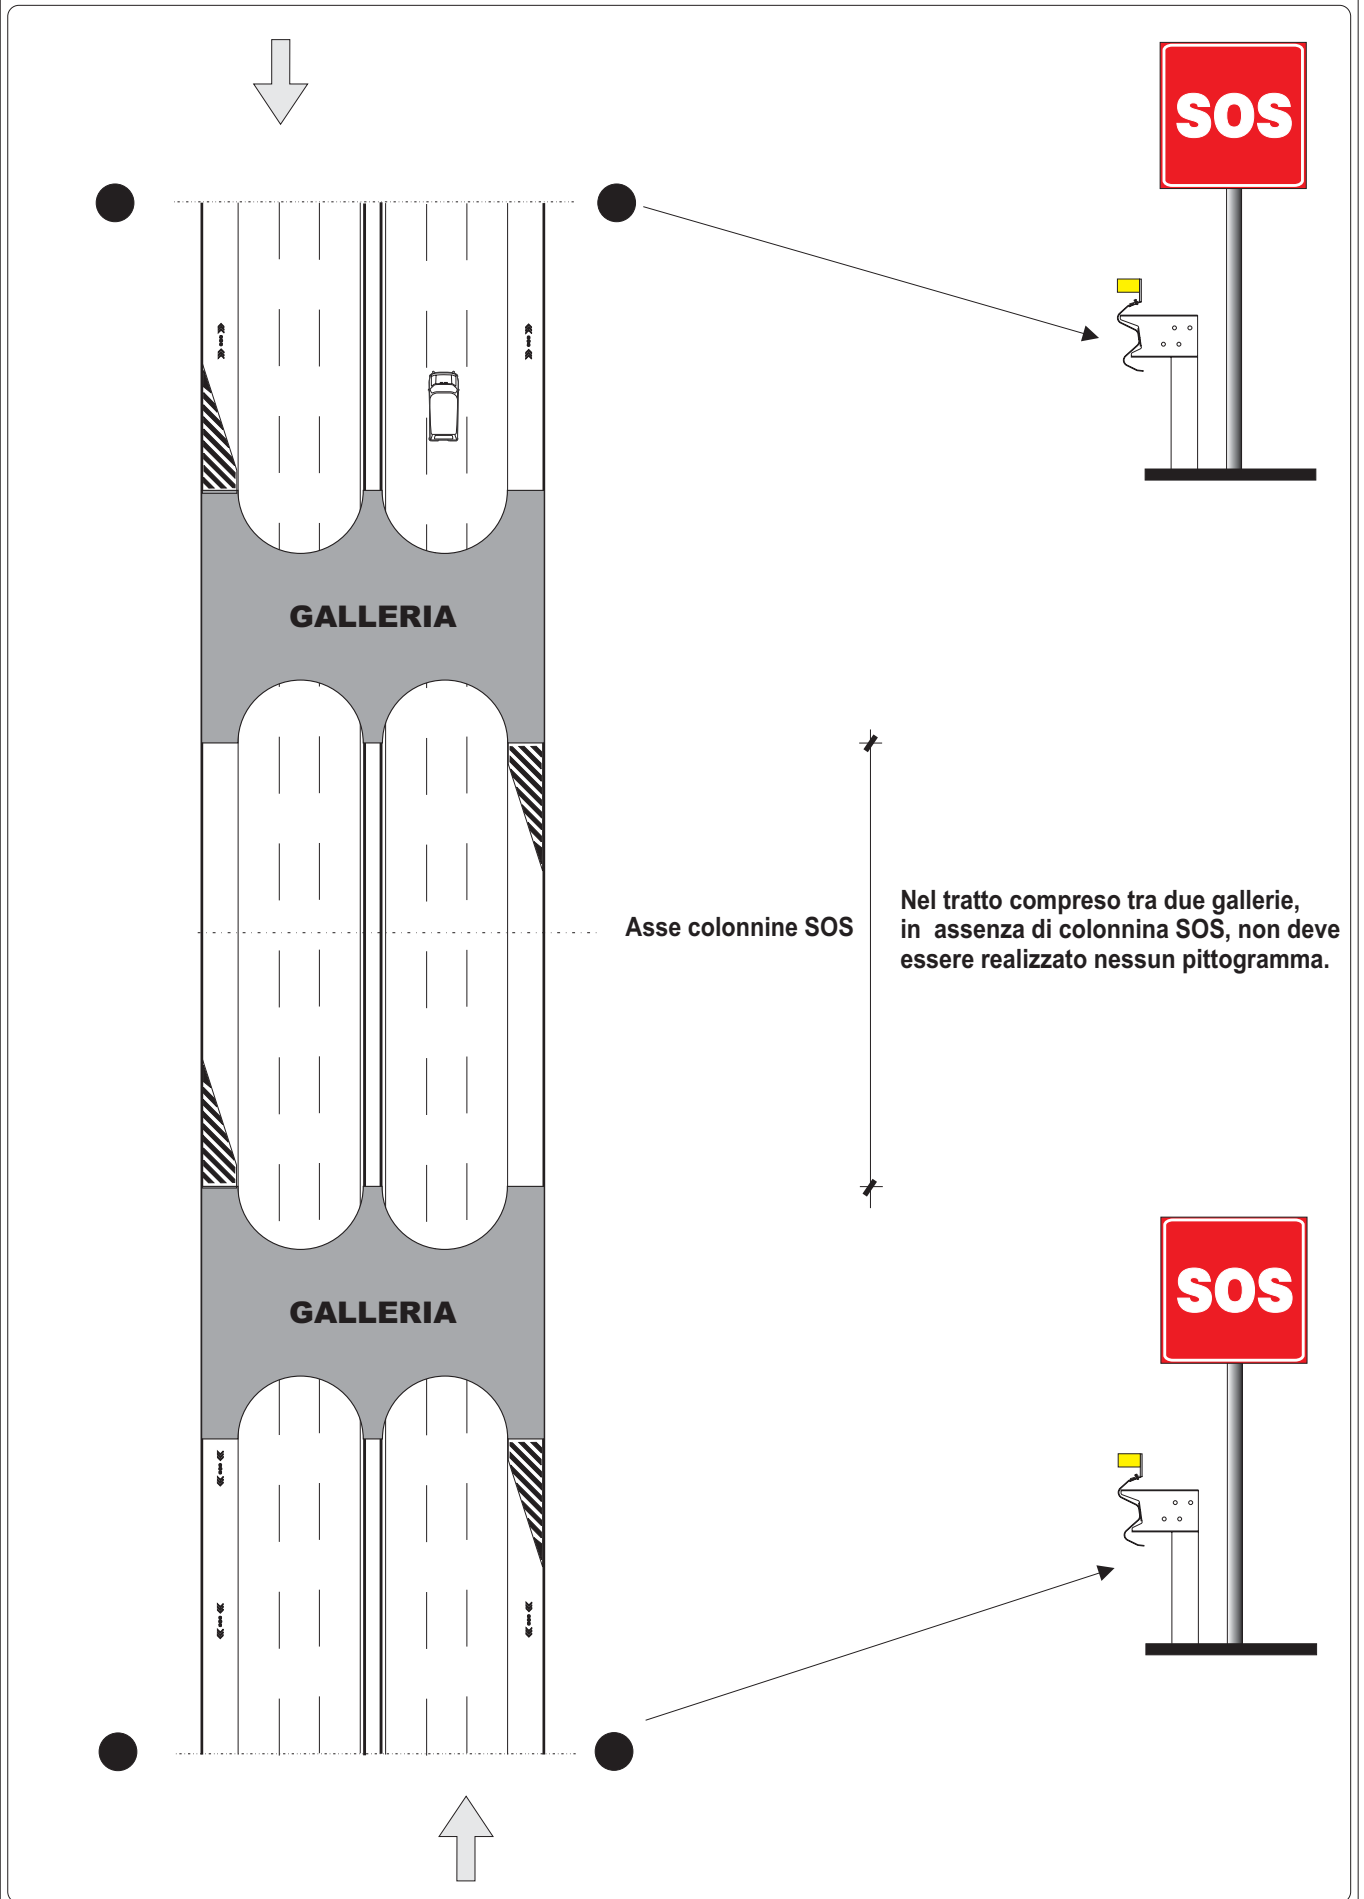 SOS
GALLERIA
Asse colonnine SOS
Nel tratto compreso tra due gallerie,
in assenza di colonnina SOS, non deve
essere realizzato nessun pittogramma.
SOS
GALLERIA